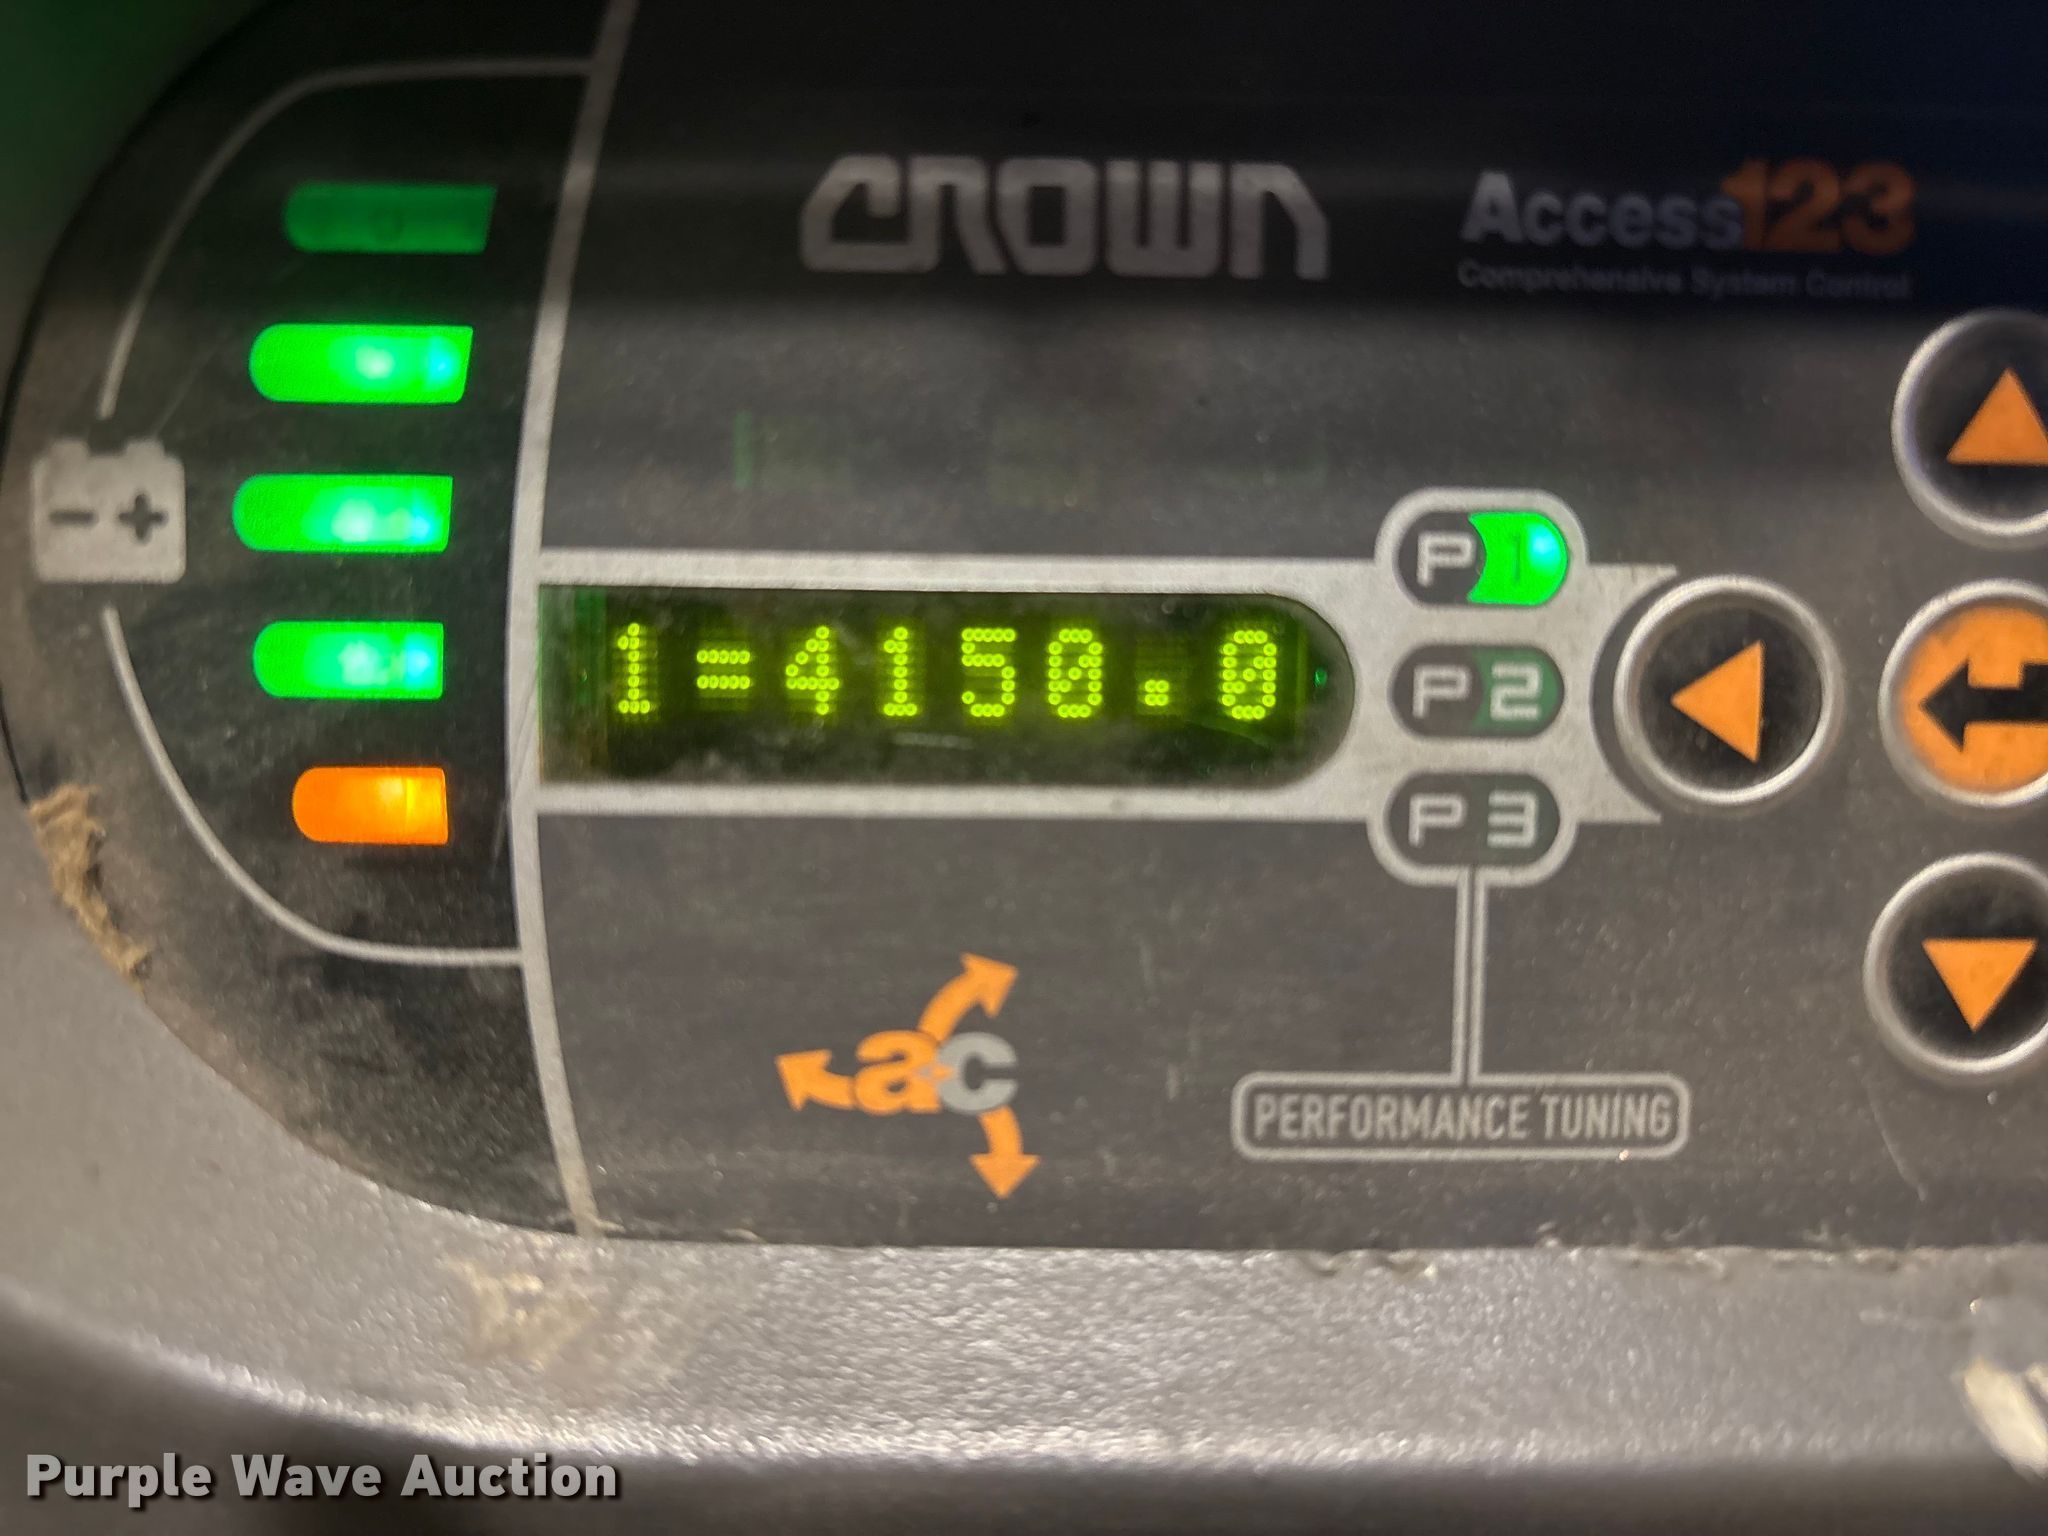 CROWN
Access123
Comprehensive System Control
P1
1=4150.0
P2
P3
ac
PERFORMANCE TUNING
Purple Wave Auction